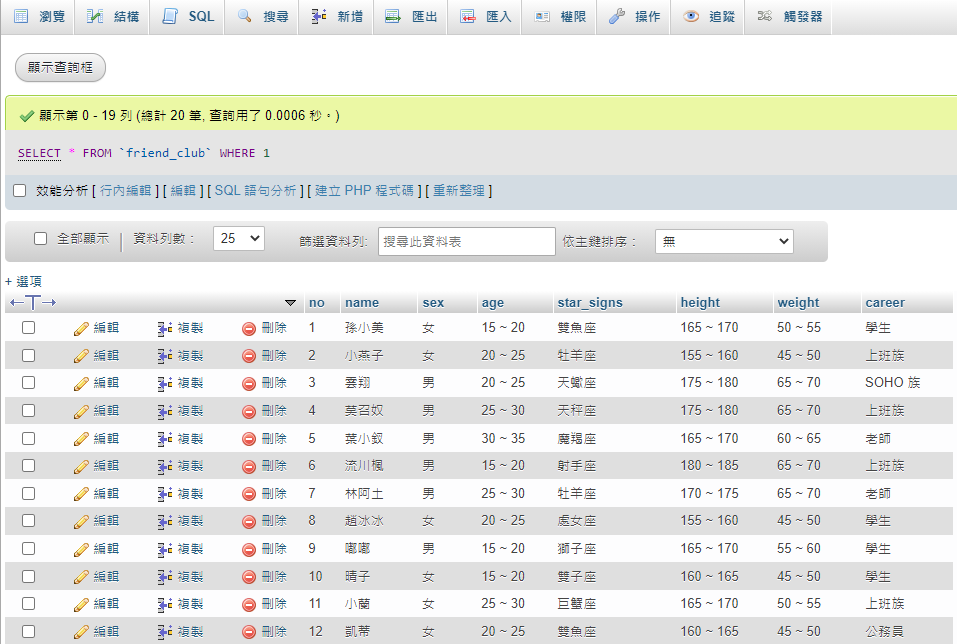 瀏覽 結構 SQL 搜尋 新增 匯出 匯入 權限 操作 追蹤 觸發器
顯示查詢框
顯示第 0 - 19 列 (總計 20 筆, 查詢用了 0.0006 秒。)
SELECT * FROM `friend_club` WHERE 1
效能分析 [ 行內編輯 ] [ 編輯 ] [ SQL 語句分析 ] [ 建立 PHP 程式碼 ] [ 重新整理 ]
全部顯示 資料列數： 25 篩選資料列: 搜尋此資料表 依主鍵排序： 無
+ 選項
←T→ no name sex age star_signs height weight career
編輯 複製 刪除 1 孫小美 女 15 ~ 20 雙魚座 165 ~ 170 50 ~ 55 學生
編輯 複製 刪除 2 小燕子 女 20 ~ 25 牡羊座 155 ~ 160 45 ~ 50 上班族
編輯 複製 刪除 3 雲翔 男 20 ~ 25 天蠍座 175 ~ 180 65 ~ 70 SOHO 族
編輯 複製 刪除 4 莫召奴 男 25 ~ 30 天秤座 175 ~ 180 65 ~ 70 上班族
編輯 複製 刪除 5 葉小釵 男 30 ~ 35 魔羯座 165 ~ 170 60 ~ 65 老師
編輯 複製 刪除 6 流川楓 男 15 ~ 20 射手座 180 ~ 185 65 ~ 70 上班族
編輯 複製 刪除 7 林阿土 男 25 ~ 30 牡羊座 170 ~ 175 65 ~ 70 老師
編輯 複製 刪除 8 趙冰冰 女 20 ~ 25 處女座 155 ~ 160 45 ~ 50 學生
編輯 複製 刪除 9 嘟嘟 男 15 ~ 20 獅子座 165 ~ 170 55 ~ 60 學生
編輯 複製 刪除 10 晴子 女 15 ~ 20 雙子座 160 ~ 165 45 ~ 50 學生
編輯 複製 刪除 11 小蘭 女 25 ~ 30 巨蟹座 165 ~ 170 50 ~ 55 上班族
編輯 複製 刪除 12 凱蒂 女 20 ~ 25 雙魚座 160 ~ 165 45 ~ 50 公務員